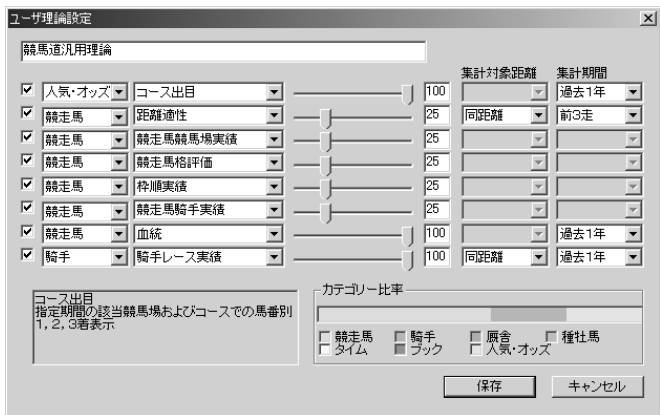 ユーザ理論設定
競馬道汎用理論
集計対象距離 集計期間
人気・オッズ コース出目 100 過去1年
競走馬 距離適性 25 同距離 前3走
競走馬 競走馬競馬場実績 25
競走馬 競走馬格評価 25
競走馬 枠順実績 25
競走馬 競走馬騎手実績 25
競走馬 血統 100 過去1年
騎手 騎手レース実績 100 同距離 過去1年
コース出目
指定期間の該当競馬場およびコースでの馬番別
1,2,3着表示
カテゴリー比率
競走馬 騎手 厩舎 種牡馬
タイム ブック 人気・オッズ
保存 キャンセル